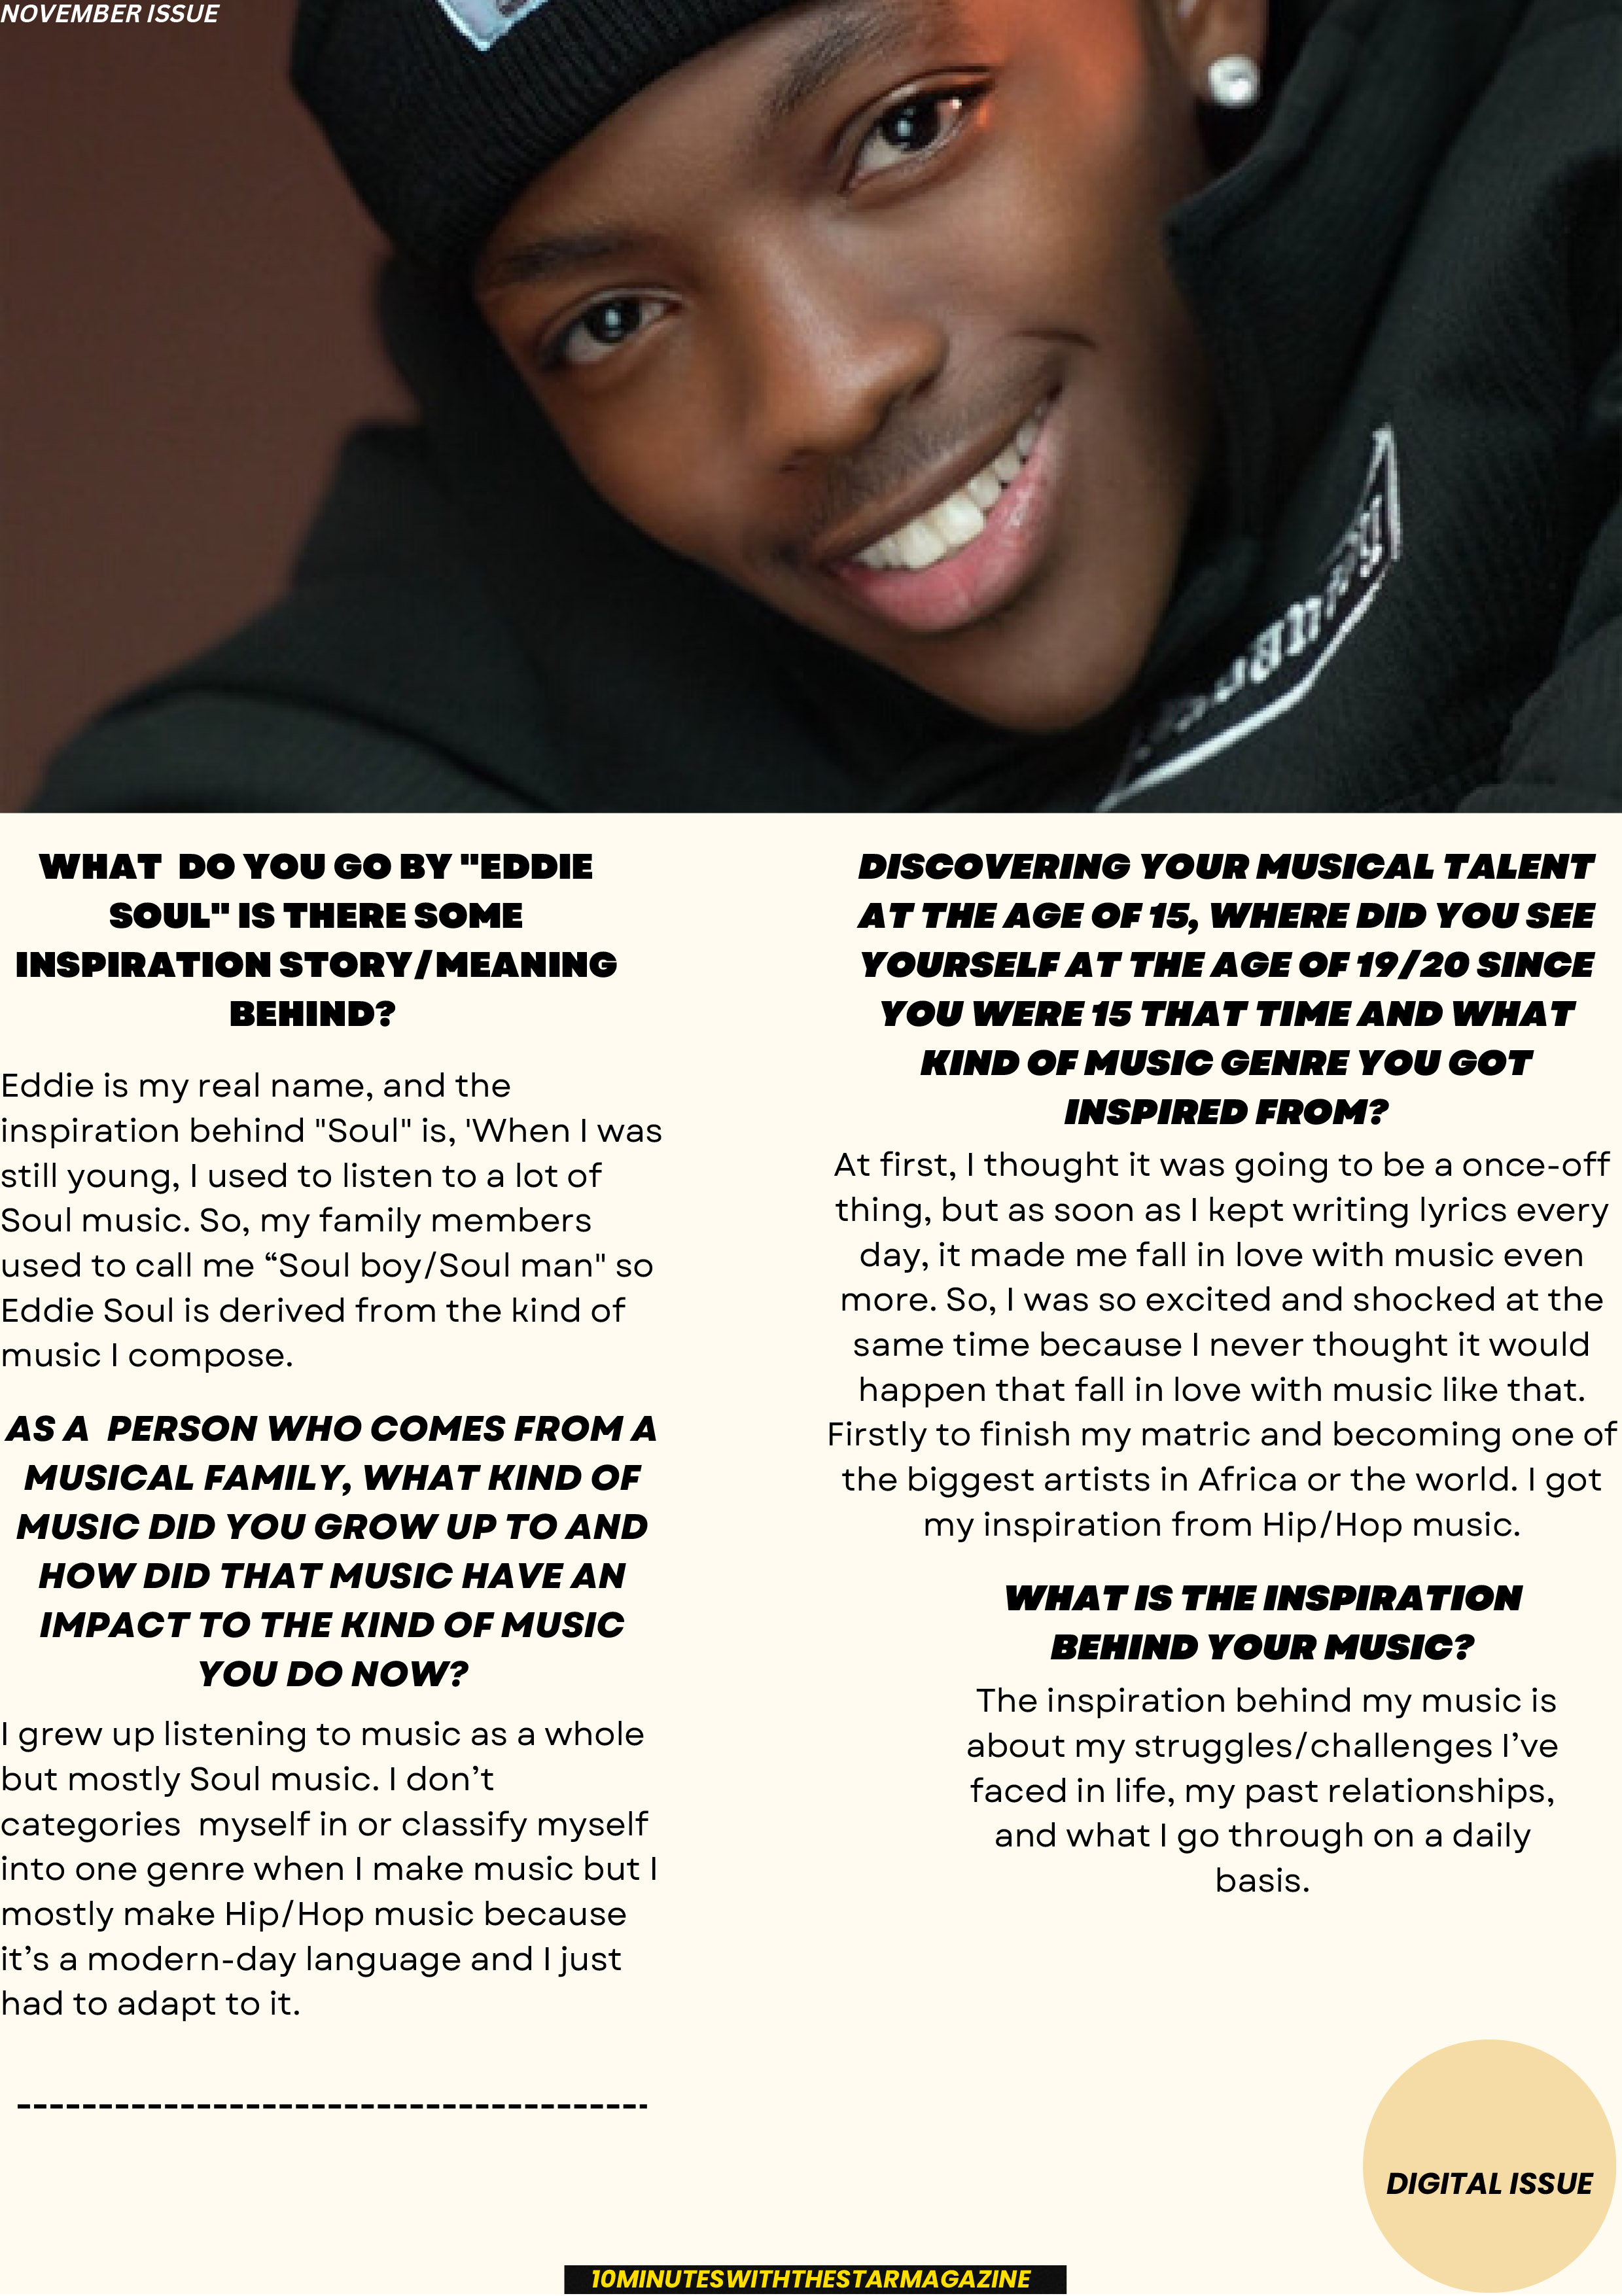 NOVEMBER ISSUE
WHAT  DO YOU GO BY "EDDIE
SOUL" IS THERE SOME
INSPIRATION STORY/MEANING
BEHIND?
Eddie is my real name, and the
inspiration behind "Soul" is, 'When I was
still young, I used to listen to a lot of
Soul music. So, my family members
used to call me “Soul boy/Soul man" so
Eddie Soul is derived from the kind of
music I compose.
AS A  PERSON WHO COMES FROM A
MUSICAL FAMILY, WHAT KIND OF
MUSIC DID YOU GROW UP TO AND
HOW DID THAT MUSIC HAVE AN
IMPACT TO THE KIND OF MUSIC
YOU DO NOW?
I grew up listening to music as a whole
but mostly Soul music. I don’t
categories  myself in or classify myself
into one genre when I make music but I
mostly make Hip/Hop music because
it’s a modern-day language and I just
had to adapt to it.
DISCOVERING YOUR MUSICAL TALENT
AT THE AGE OF 15, WHERE DID YOU SEE
YOURSELF AT THE AGE OF 19/20 SINCE
YOU WERE 15 THAT TIME AND WHAT
KIND OF MUSIC GENRE YOU GOT
INSPIRED FROM?
At first, I thought it was going to be a once-off
thing, but as soon as I kept writing lyrics every
day, it made me fall in love with music even
more. So, I was so excited and shocked at the
same time because I never thought it would
happen that fall in love with music like that.
Firstly to finish my matric and becoming one of
the biggest artists in Africa or the world. I got
my inspiration from Hip/Hop music.
WHAT IS THE INSPIRATION
BEHIND YOUR MUSIC?
The inspiration behind my music is
about my struggles/challenges I’ve
faced in life, my past relationships,
and what I go through on a daily
basis.
DIGITAL ISSUE
10MINUTESWITHTHESTARMAGAZINE